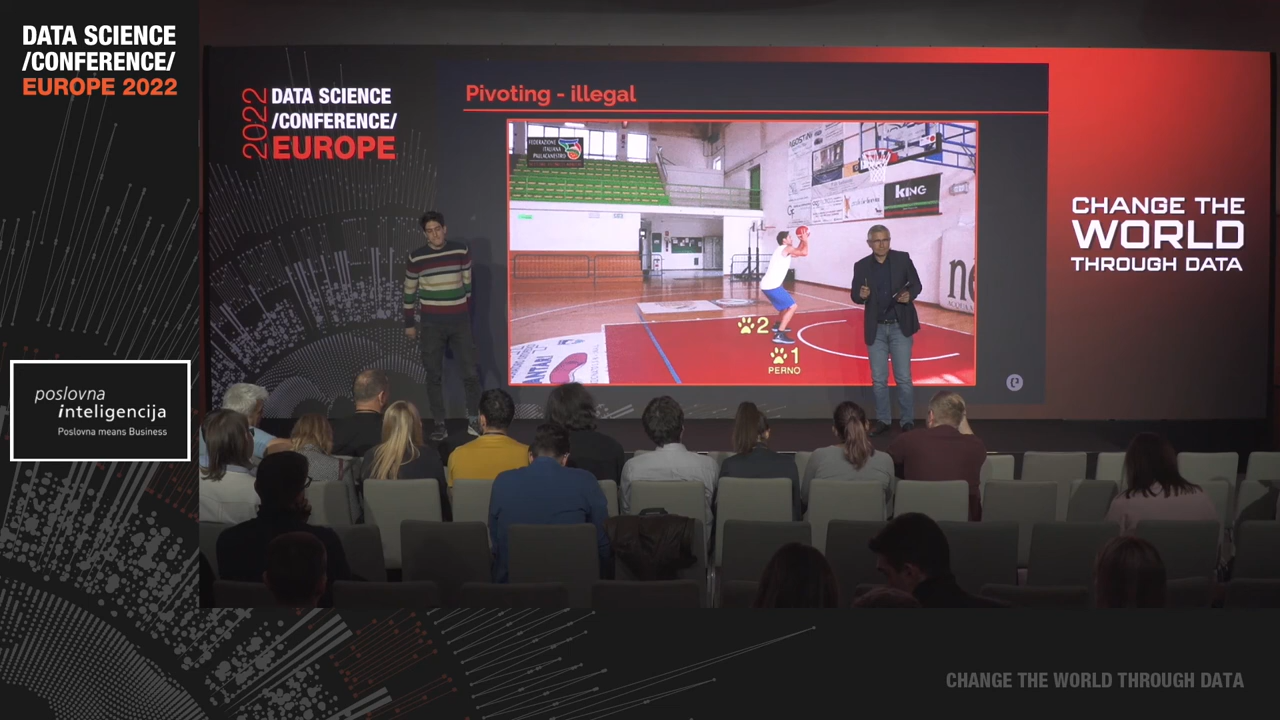 DATA SCIENCE
/CONFERENCE/
EUROPE 2022
2022
DATA SCIENCE
/CONFERENCE/
EUROPE
Pivoting - illegal
FEDERAZIONE
ITALIANA
PALLACANESTRO
KING
2
1
PERNO
CHANGE THE
WORLD
THROUGH DATA
poslovna
inteligencija
Poslovna means Business
CHANGE THE WORLD THROUGH DATA